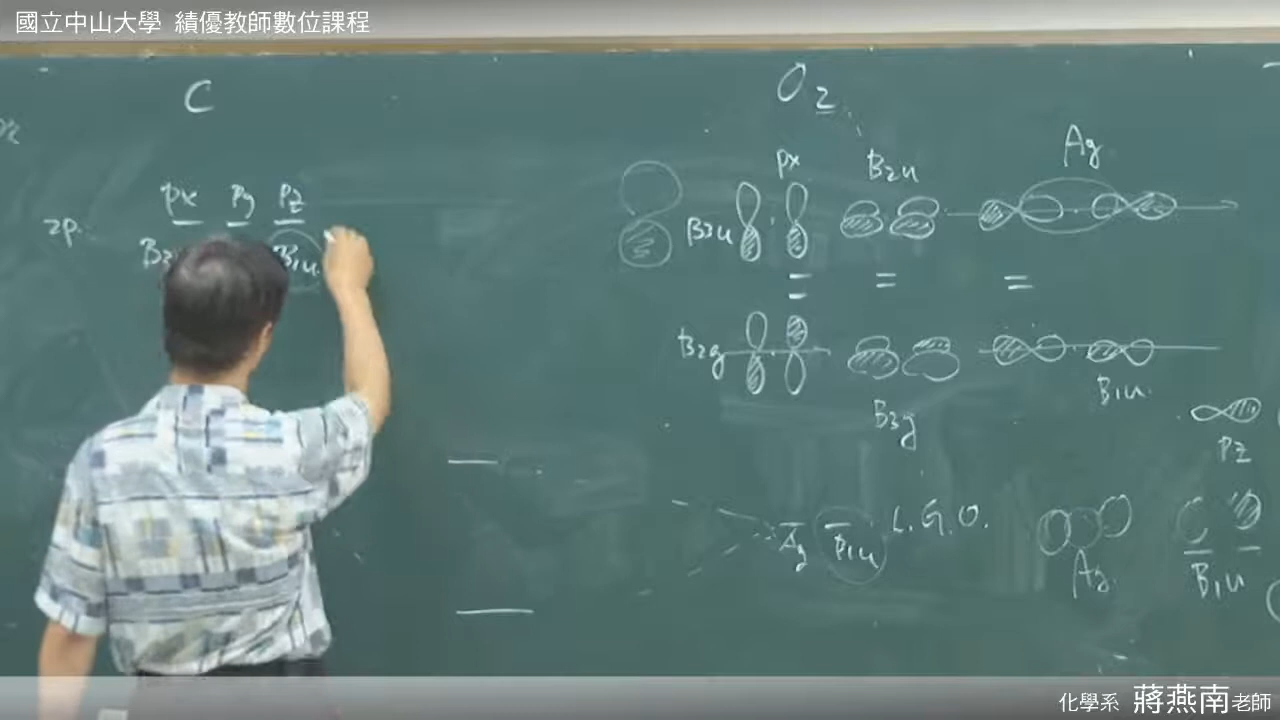 國立中山大學 績優教師數位課程
C
O2
px py pz
2p
B1u
px
B2u
Ag
B3u
B2g
B3g
B1u
pz
Ag B1u L.G.O.
Ag
B1u
化學系 蔣燕南老師